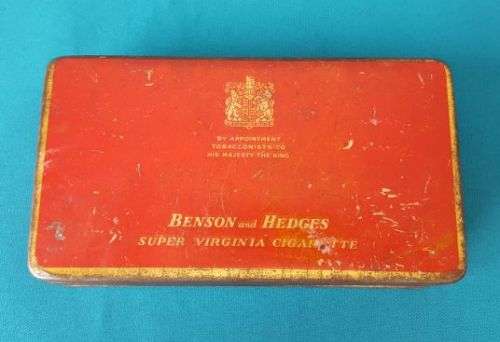 BY APPOINTMENT
TOBACCONISTS TO
HIS MAJESTY THE KING
BENSON and HEDGES
SUPER VIRGINIA CIGARETTE